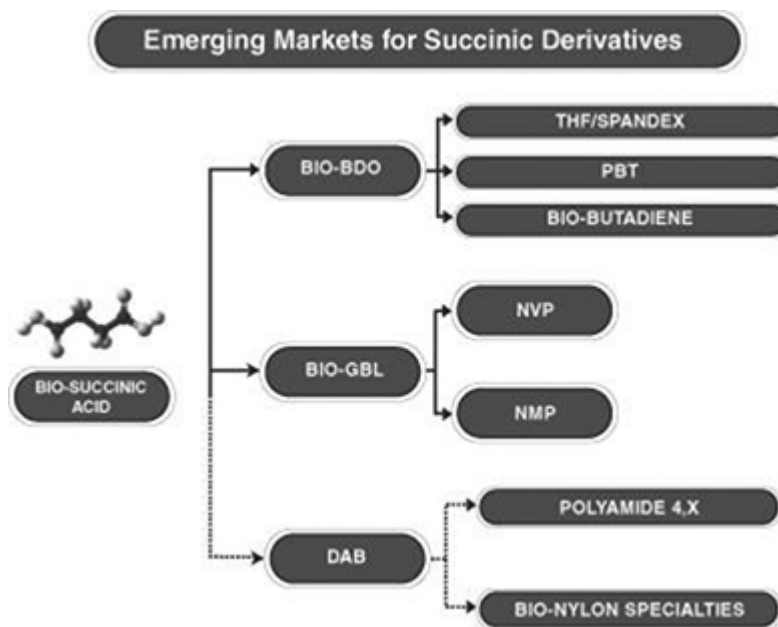 Emerging Markets for Succinic Derivatives
THF/SPANDEX
BIO-BDO
PBT
BIO-BUTADIENE
NVP
BIO-SUCCINIC
ACID
BIO-GBL
NMP
POLYAMIDE 4,X
DAB
BIO-NYLON SPECIALTIES